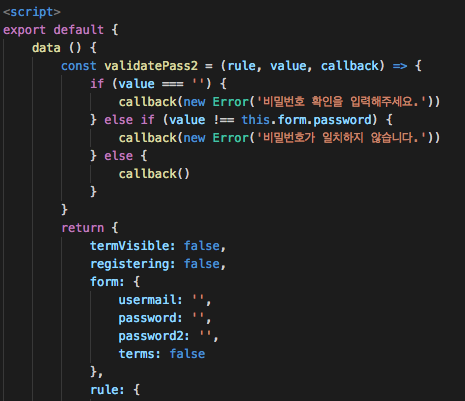 <script>
export default {
    data () {
        const validatePass2 = (rule, value, callback) => {
            if (value === '') {
                callback(new Error('비밀번호 확인을 입력해주세요.'))
            } else if (value !== this.form.password) {
                callback(new Error('비밀번호가 일치하지 않습니다.'))
            } else {
                callback()
            }
        }
        return {
            termVisible: false,
            registering: false,
            form: {
                usermail: '',
                password: '',
                password2: '',
                terms: false
            },
            rule: {